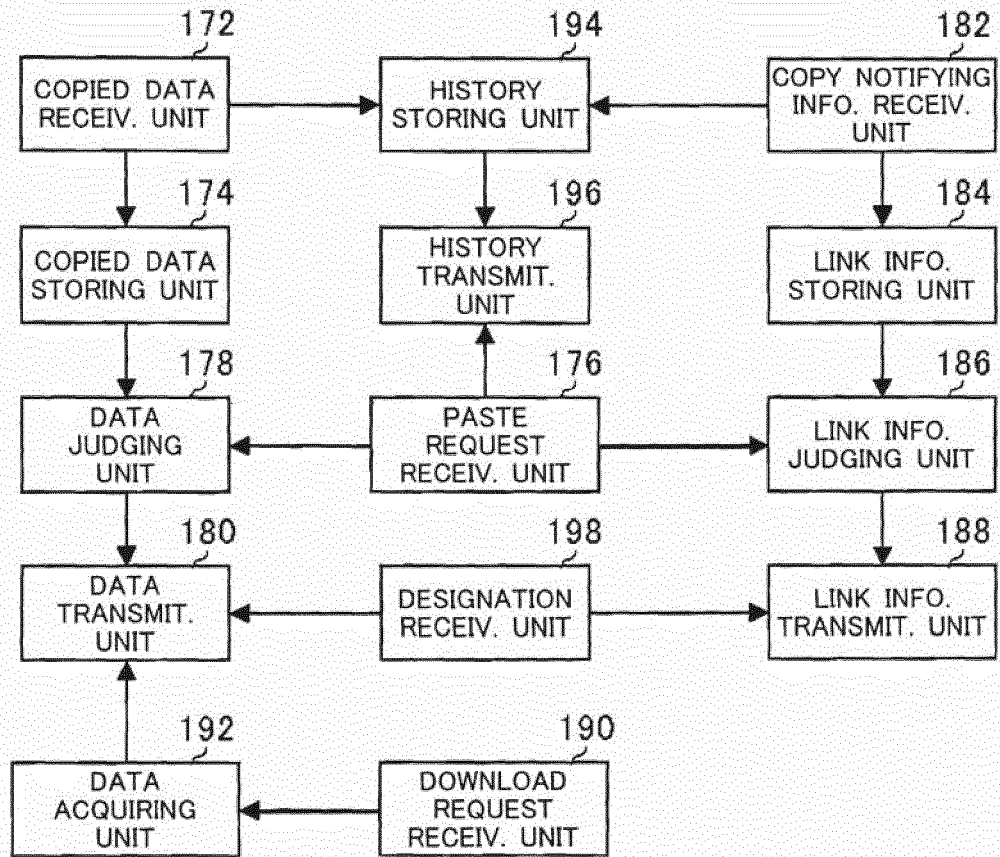 172
COPIED DATA
RECEIV. UNIT
194
HISTORY
STORING UNIT
182
COPY NOTIFYING
INFO. RECEIV.
UNIT
174
COPIED DATA
STORING UNIT
196
HISTORY
TRANSMIT.
UNIT
184
LINK INFO.
STORING UNIT
178
DATA
JUDGING
UNIT
176
PASTE
REQUEST
RECEIV. UNIT
186
LINK INFO.
JUDGING UNIT
180
DATA
TRANSMIT.
UNIT
198
DESIGNATION
RECEIV. UNIT
188
LINK INFO.
TRANSMIT. UNIT
192
DATA
ACQUIRING
UNIT
190
DOWNLOAD
REQUEST
RECEIV. UNIT